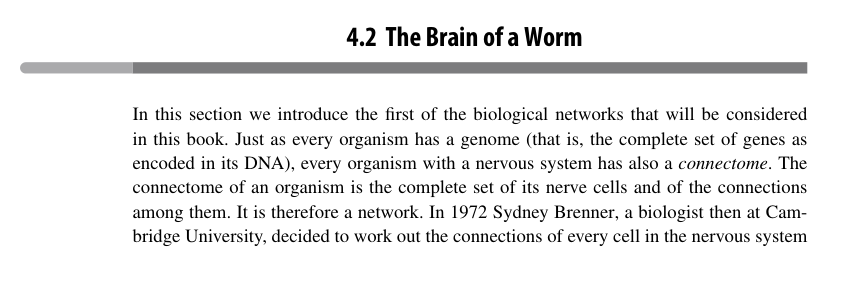 4.2 The Brain of a Worm
In this section we introduce the first of the biological networks that will be considered
in this book. Just as every organism has a genome (that is, the complete set of genes as
encoded in its DNA), every organism with a nervous system has also a connectome. The
connectome of an organism is the complete set of its nerve cells and of the connections
among them. It is therefore a network. In 1972 Sydney Brenner, a biologist then at Cam-
bridge University, decided to work out the connections of every cell in the nervous system